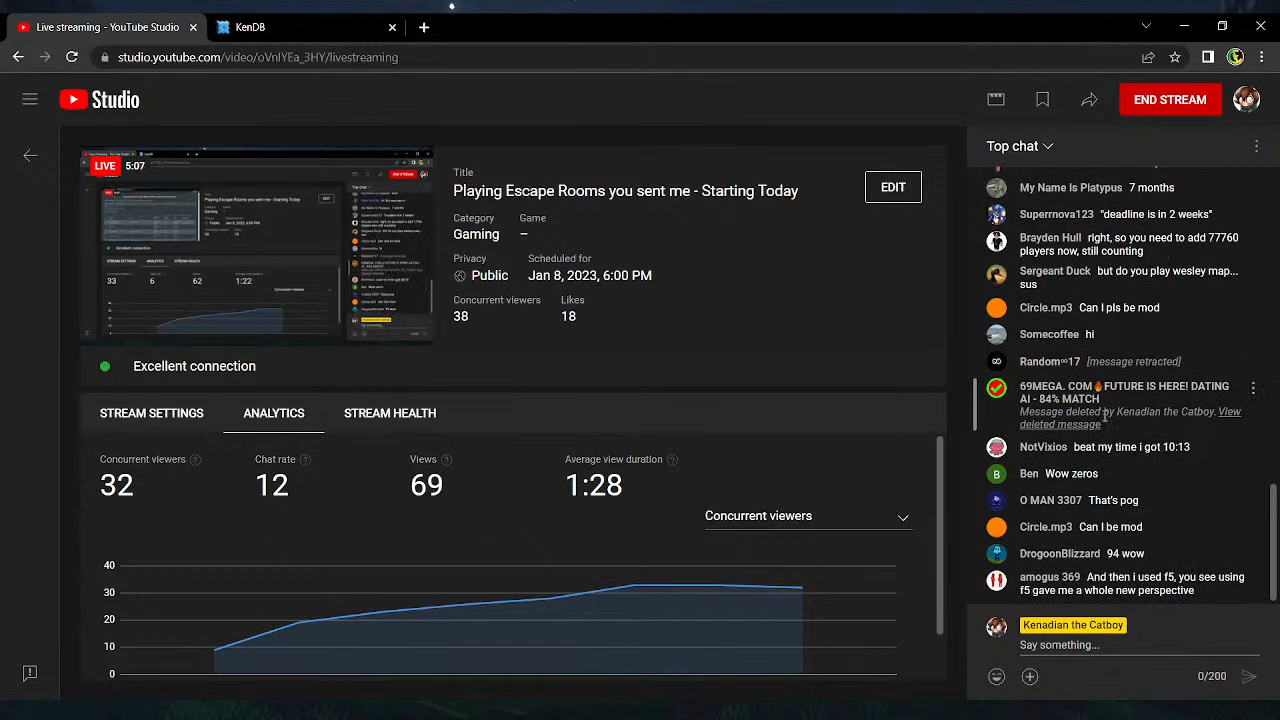 Live streaming - YouTube Studio
KenDB
studio.youtube.com/video/oVnlYEa_3HY/livestreaming
Studio
END STREAM
LIVE 5:07
Title
Playing Escape Rooms you sent me - Starting Today
EDIT
Category Game
Gaming –
Privacy Scheduled for
Public Jan 8, 2023, 6:00 PM
Concurrent viewers Likes
38 18
Excellent connection
STREAM SETTINGS ANALYTICS STREAM HEALTH
Concurrent viewers Chat rate Views Average view duration
32 12 69 1:28
Concurrent viewers
40
30
20
10
0
Top chat
My Name Is Platypus 7 months
"deadline is in 2 weeks"
Brayden Hull right, so you need to add 77760
players now, still counting
but do you play wesley maps
sus
Circle.mp3 Can I pls be mod
Somecoffee hi
Random∞17 [message retracted]
69MEGA. COM🔥FUTURE IS HERE! DATING
AI - 84% MATCH
Message deleted by Kenadian the Catboy. View
deleted message
NotVixios beat my time i got 10:13
B Ben Wow zeros
O MAN 3307 That's pog
Circle.mp3 Can I be mod
DrogoonBlizzard 94 wow
amogus369 And then i used f5, you see using
f5 gave me a whole new perspective
Kenadian the Catboy
Say something...
0/200